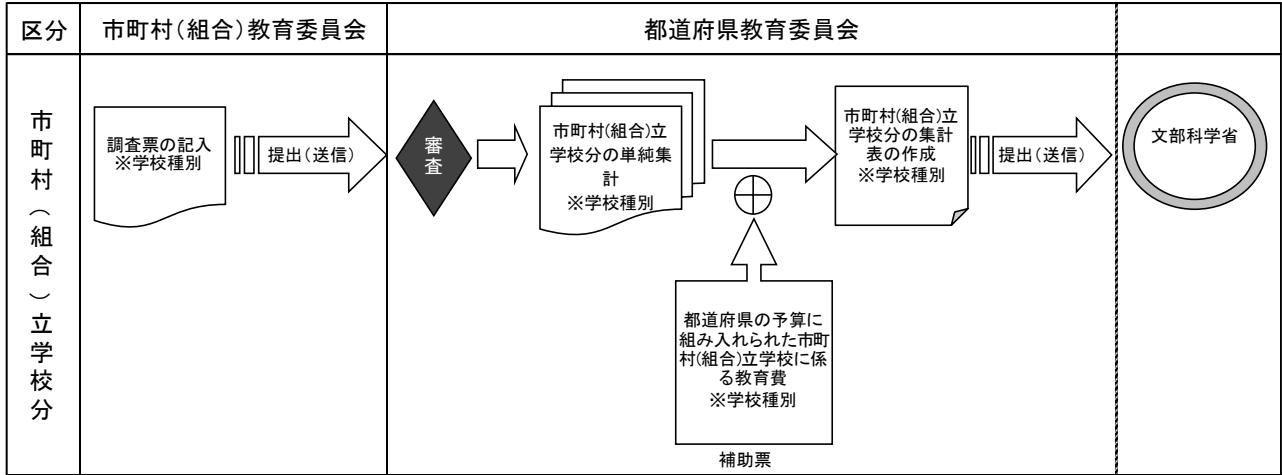 区分
市町村(組合)教育委員会
都道府県教育委員会
市町村(組合)立学校分
調査票の記入
※学校種別
提出(送信)
審査
市町村(組合)立
学校分の単純集
計
※学校種別
市町村(組合)立
学校分の集計
表の作成
※学校種別
提出(送信)
文部科学省
都道府県の予算に
組み入れられた市町
村(組合)立学校に係
る教育費
※学校種別
補助票